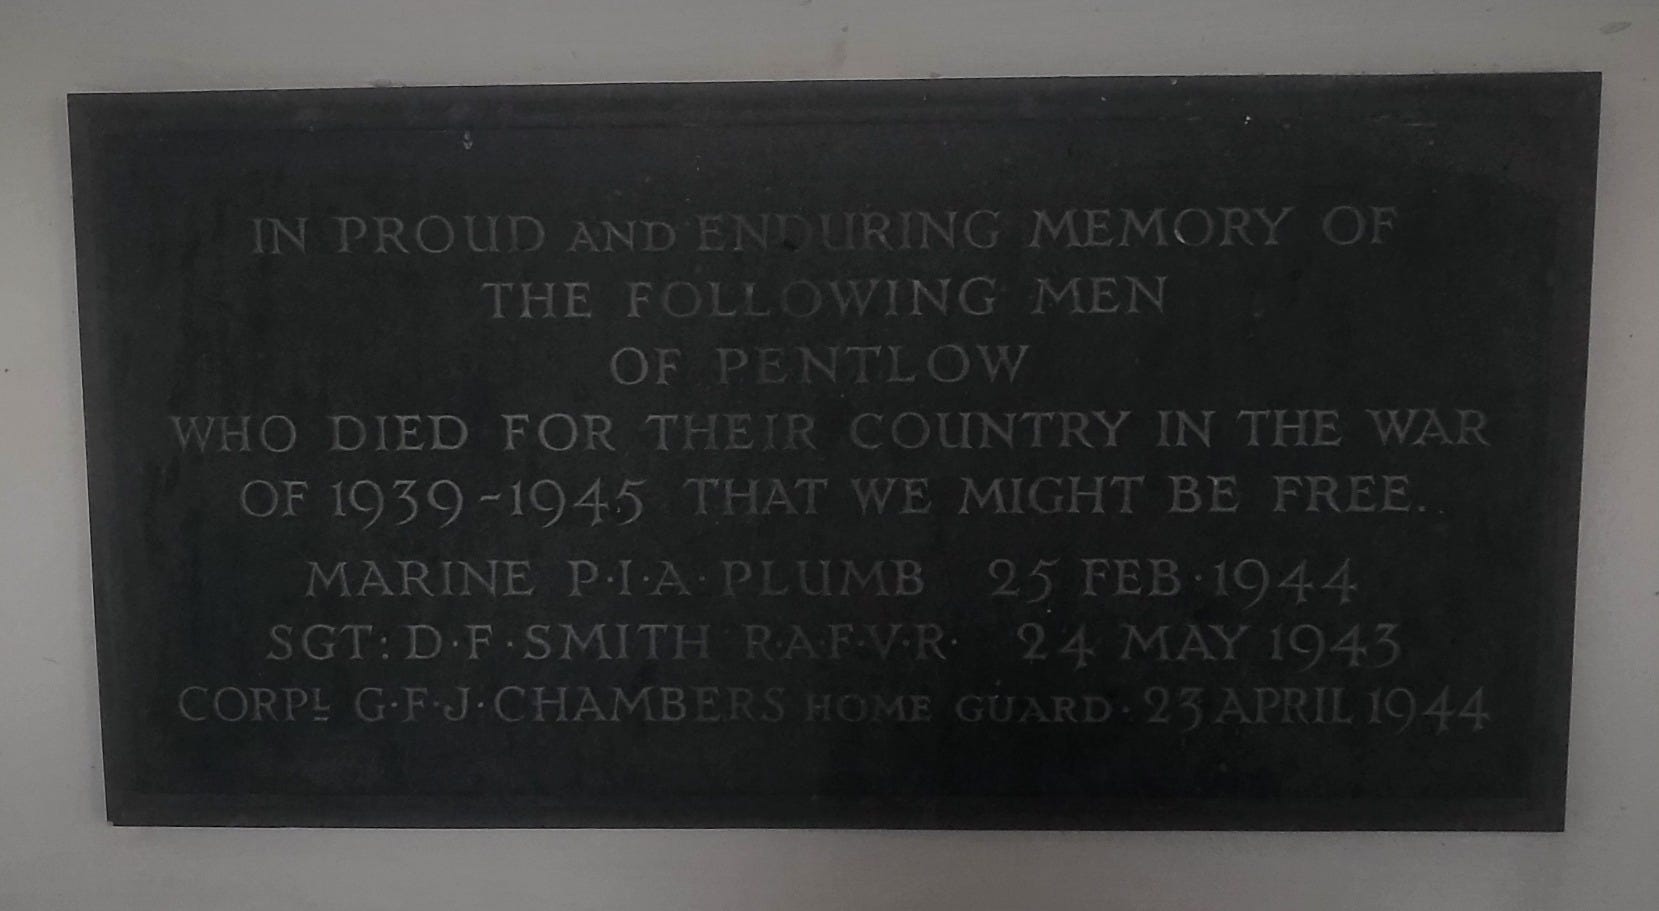 IN PROUD AND ENDURING MEMORY OF
THE FOLLOWING MEN
OF PENTLOW
WHO DIED FOR THEIR COUNTRY IN THE WAR
OF 1939-1945 THAT WE MIGHT BE FREE..
MARINE P·I·A·PLUMB 25 FEB·1944
SGT: D·F·SMITH R·A·F·V·R· 24 MAY 1943
CORPL G·F·J·CHAMBERS HOME GUARD·23 APRIL 1944